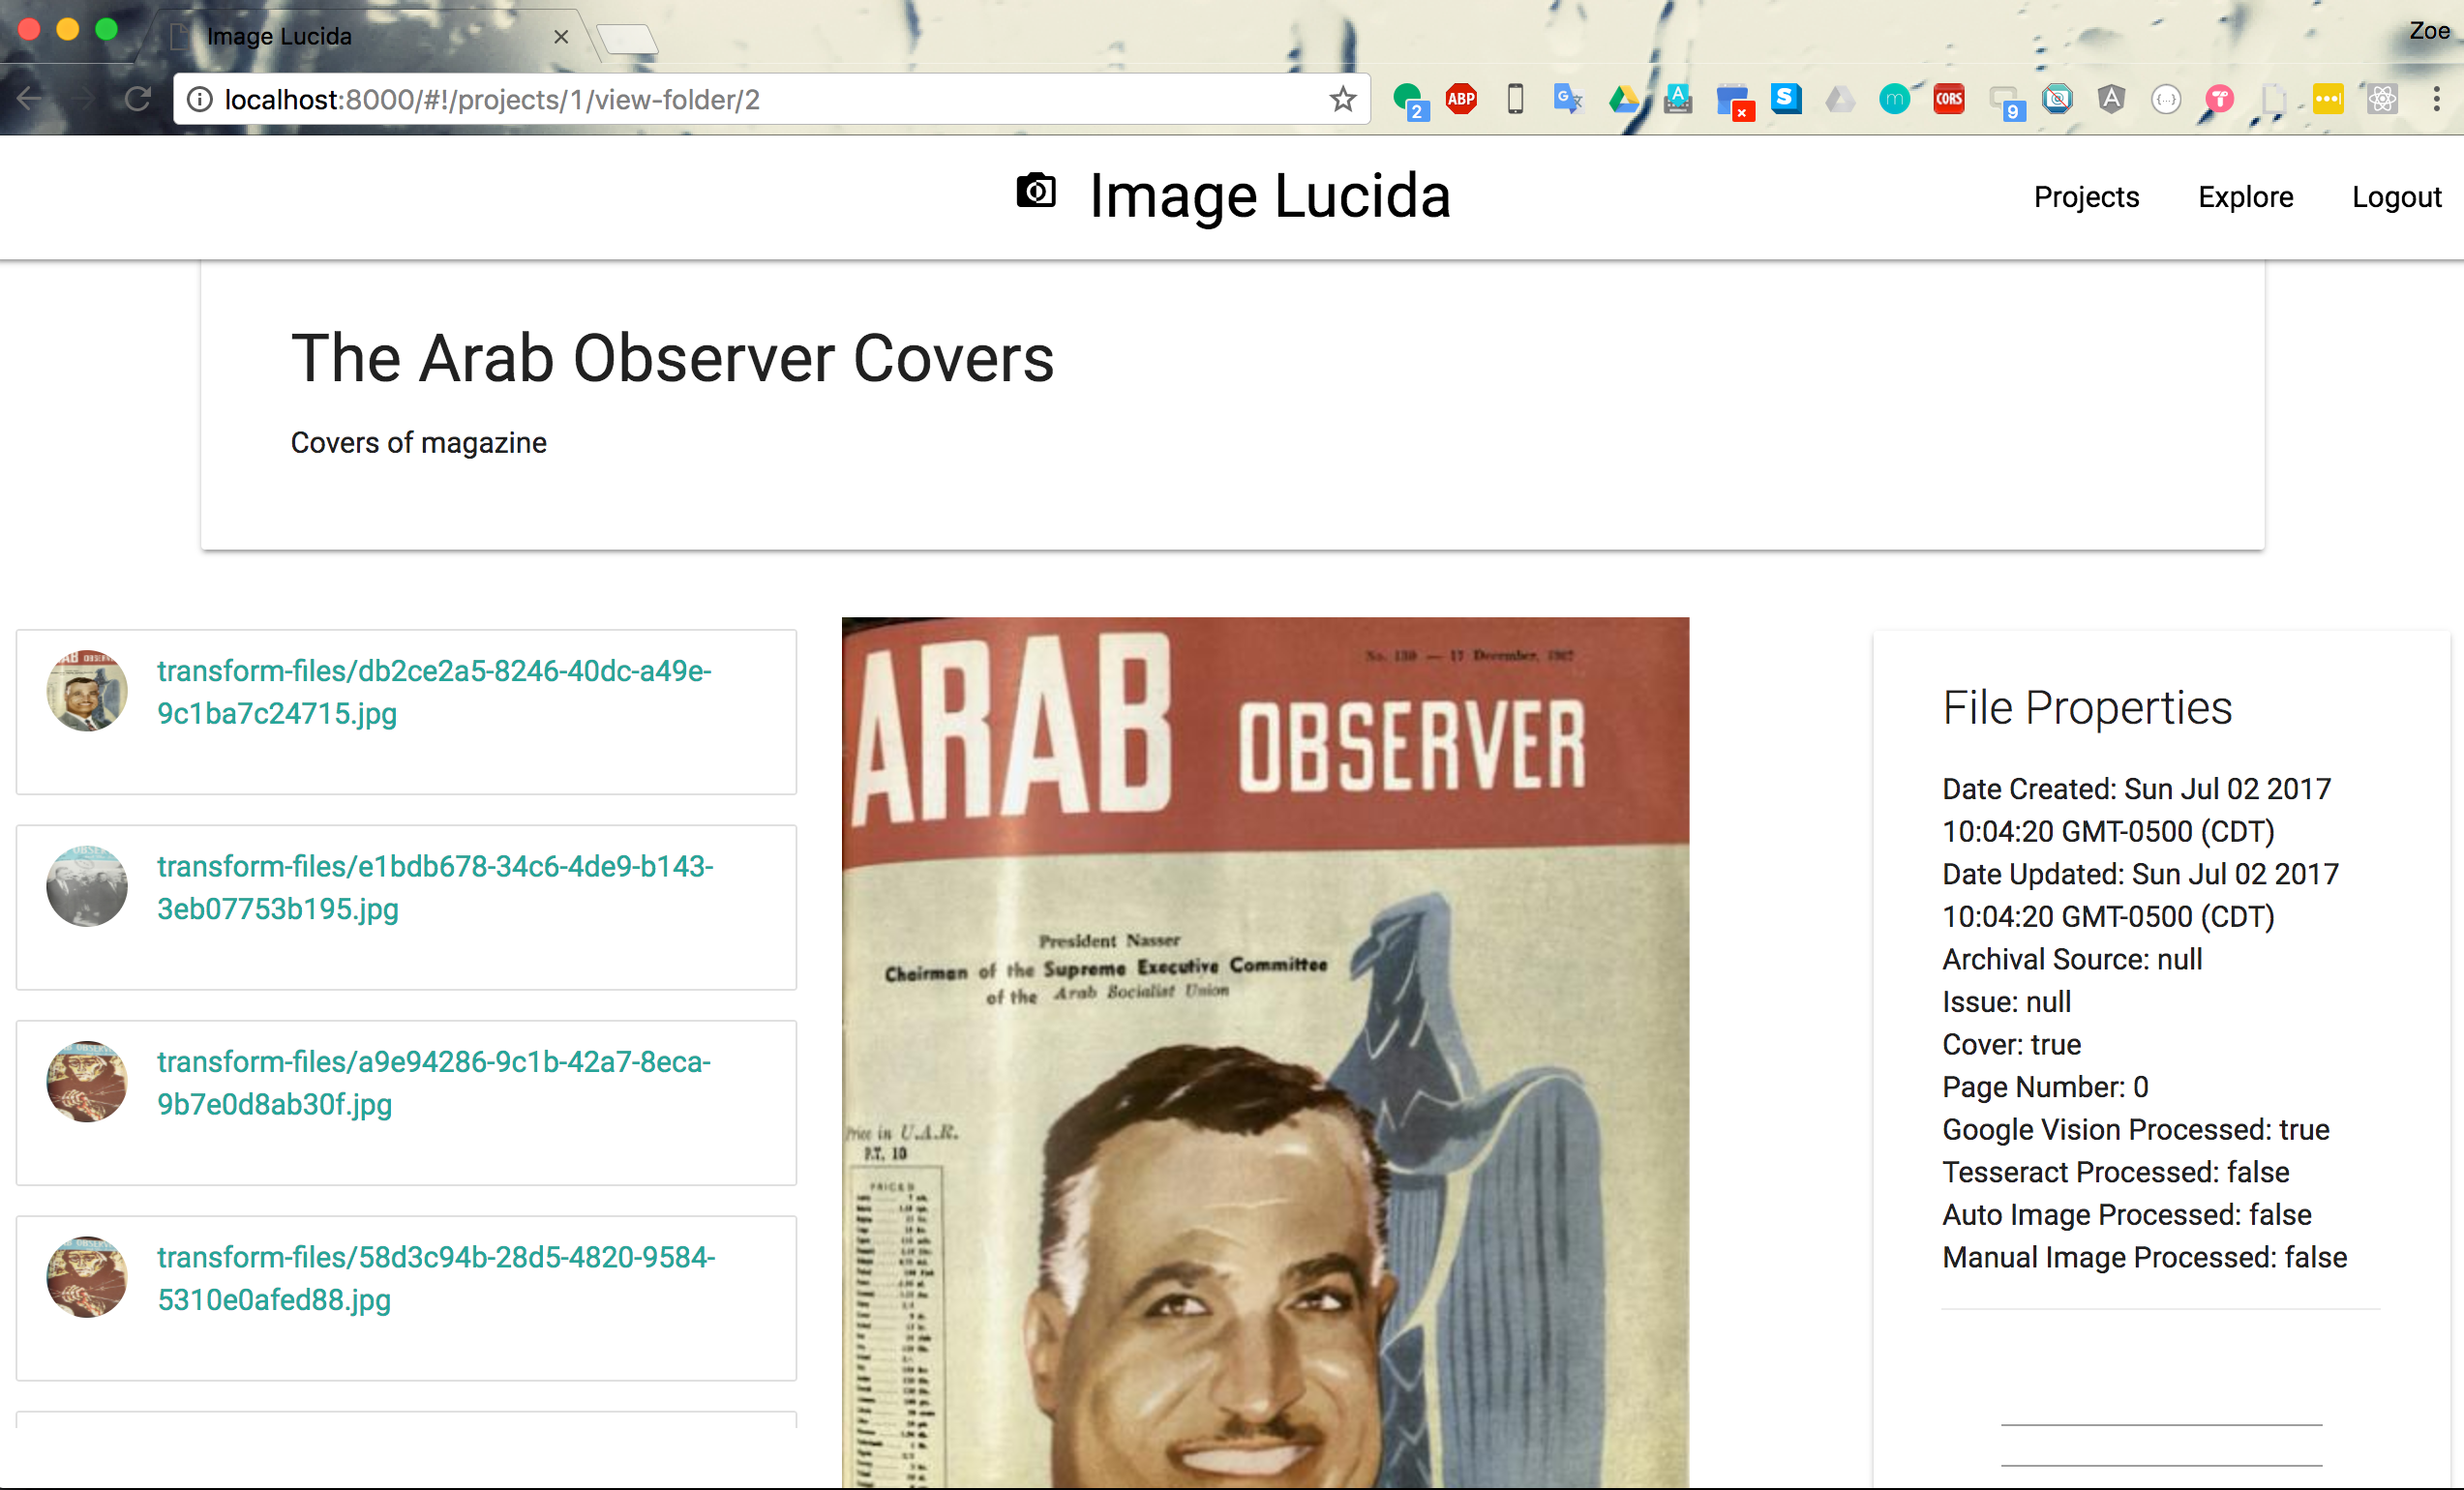 Image Lucida
Zoe
localhost:8000/#!/projects/1/view-folder/2
2
ABP
G
A
S
m
CORS
9
A
{...}
Image Lucida
Projects
Explore
Logout
The Arab Observer Covers
Covers of magazine
transform-files/db2ce2a5-8246-40dc-a49e-
9c1ba7c24715.jpg
transform-files/e1bdb678-34c6-4de9-b143-
3eb07753b195.jpg
transform-files/a9e94286-9c1b-42a7-8eca-
9b7e0d8ab30f.jpg
transform-files/58d3c94b-28d5-4820-9584-
5310e0afed88.jpg
No. 130 — 17 December, 1962
ARAB OBSERVER
President Nasser
Chairman of the Supreme Executive Committee
of the Arab Socialist Union
Price in U.A.R.
P.T. 10
PRICES
File Properties
Date Created: Sun Jul 02 2017
10:04:20 GMT-0500 (CDT)
Date Updated: Sun Jul 02 2017
10:04:20 GMT-0500 (CDT)
Archival Source: null
Issue: null
Cover: true
Page Number: 0
Google Vision Processed: true
Tesseract Processed: false
Auto Image Processed: false
Manual Image Processed: false